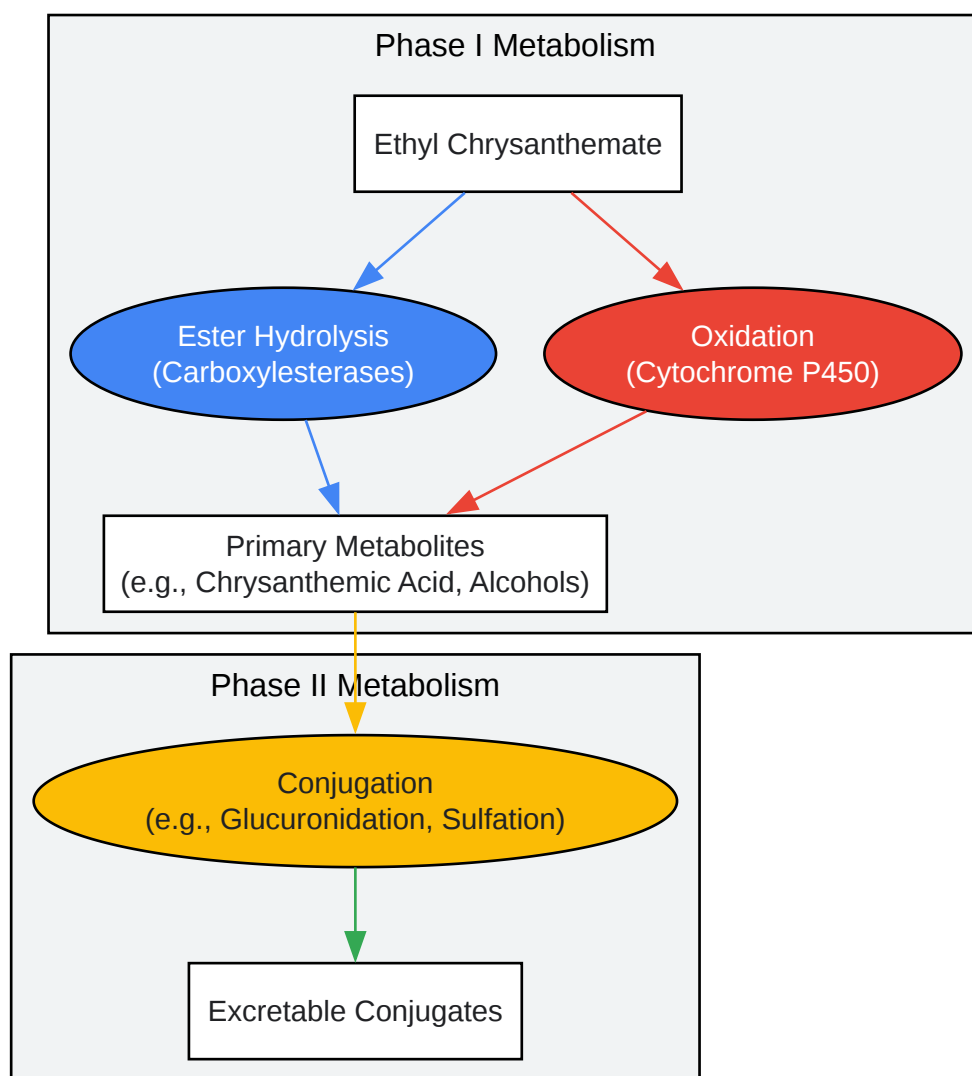 Phase I Metabolism
Ethyl Chrysanthemate
Ester Hydrolysis
(Carboxylesterases)
Oxidation
(Cytochrome P450)
Primary Metabolites
(e.g., Chrysanthemic Acid, Alcohols)
Phase II Metabolism
Conjugation
(e.g., Glucuronidation, Sulfation)
Excretable Conjugates